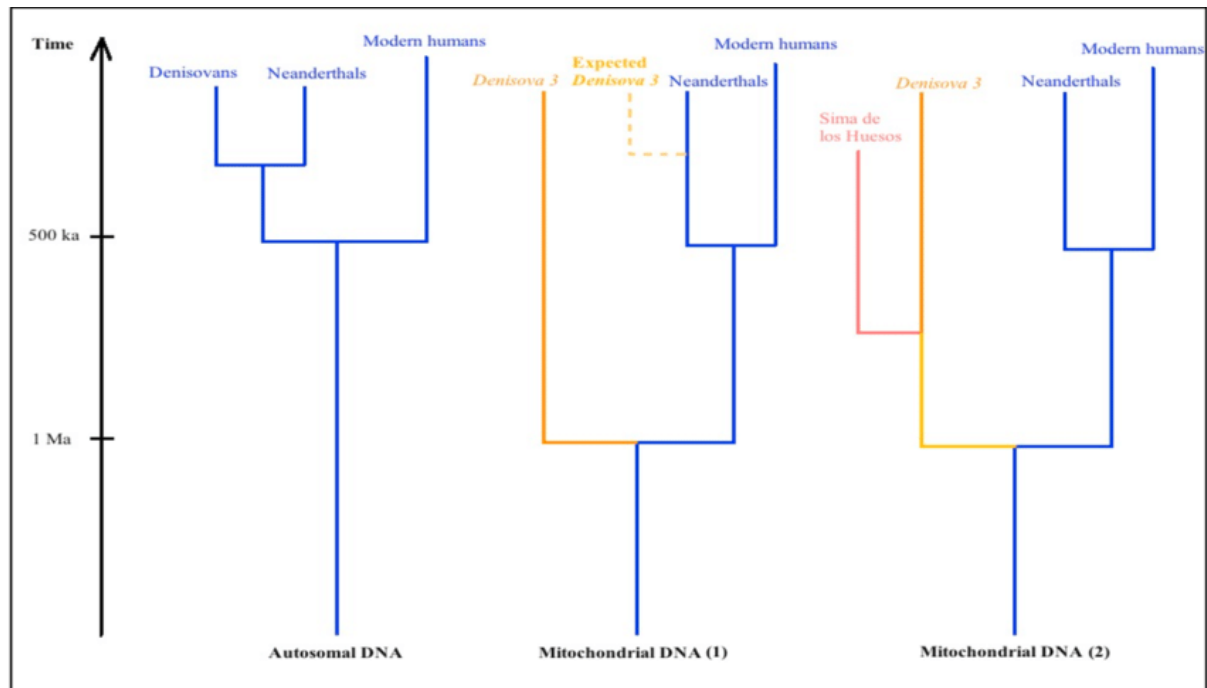 Time
500 ka
1 Ma
Modern humans
Denisovans
Neanderthals
Autosomal DNA
Modern humans
Denisova 3
Expected
Denisova 3
Neanderthals
Mitochondrial DNA (1)
Modern humans
Denisova 3
Neanderthals
Sima de
los Huesos
Mitochondrial DNA (2)